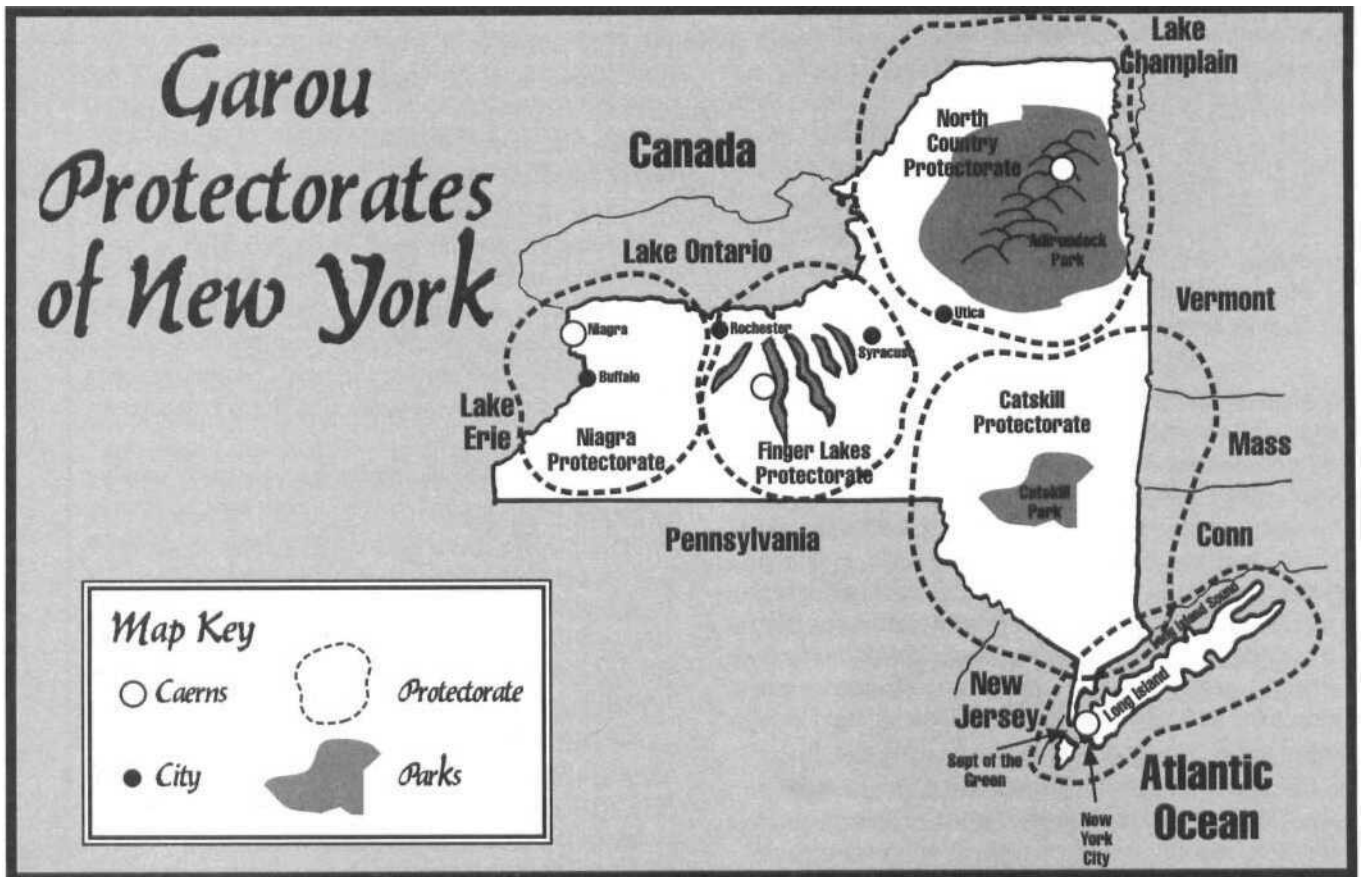 Garou
Protectorates
of New York
Canada
Lake
Champlain
North
Country
Protectorate
Adirondack
Park
Lake Ontario
Vermont
Utica
Niagra
Rochester
Syracuse
Buffalo
Lake
Erie
Niagra
Protectorate
Finger Lakes
Protectorate
Catskill
Protectorate
Mass
Catskill
Park
Pennsylvania
Conn
Long Island Sound
Long Island
New
Jersey
Sept of the
Green
Atlantic
Ocean
New
York
City
Map Key
Caerns
Protectorate
City
Parks